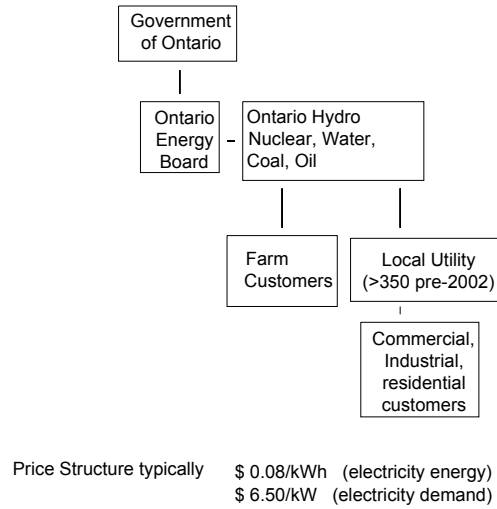 Government
of Ontario
Ontario
Energy
Board
Ontario Hydro
Nuclear, Water,
Coal, Oil
Farm
Customers
Local Utility
(>350 pre-2002)
Commercial,
Industrial,
residential
customers
Price Structure typically $ 0.08/kWh (electricity energy)
$ 6.50/kW (electricity demand)